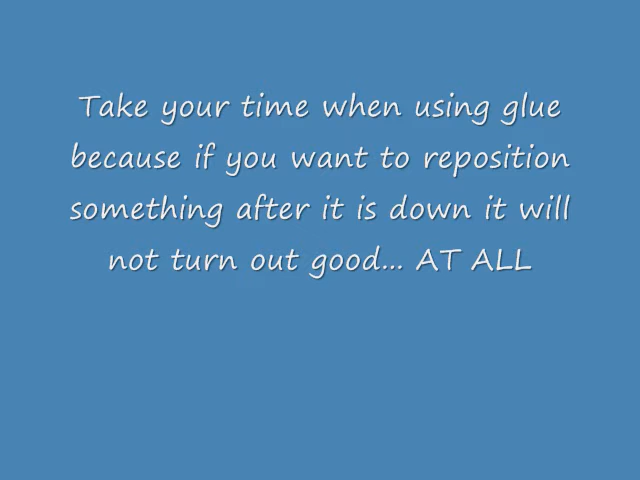 Take your time when using glue
because if you want to reposition
something after it is down it will
not turn out good... AT ALL